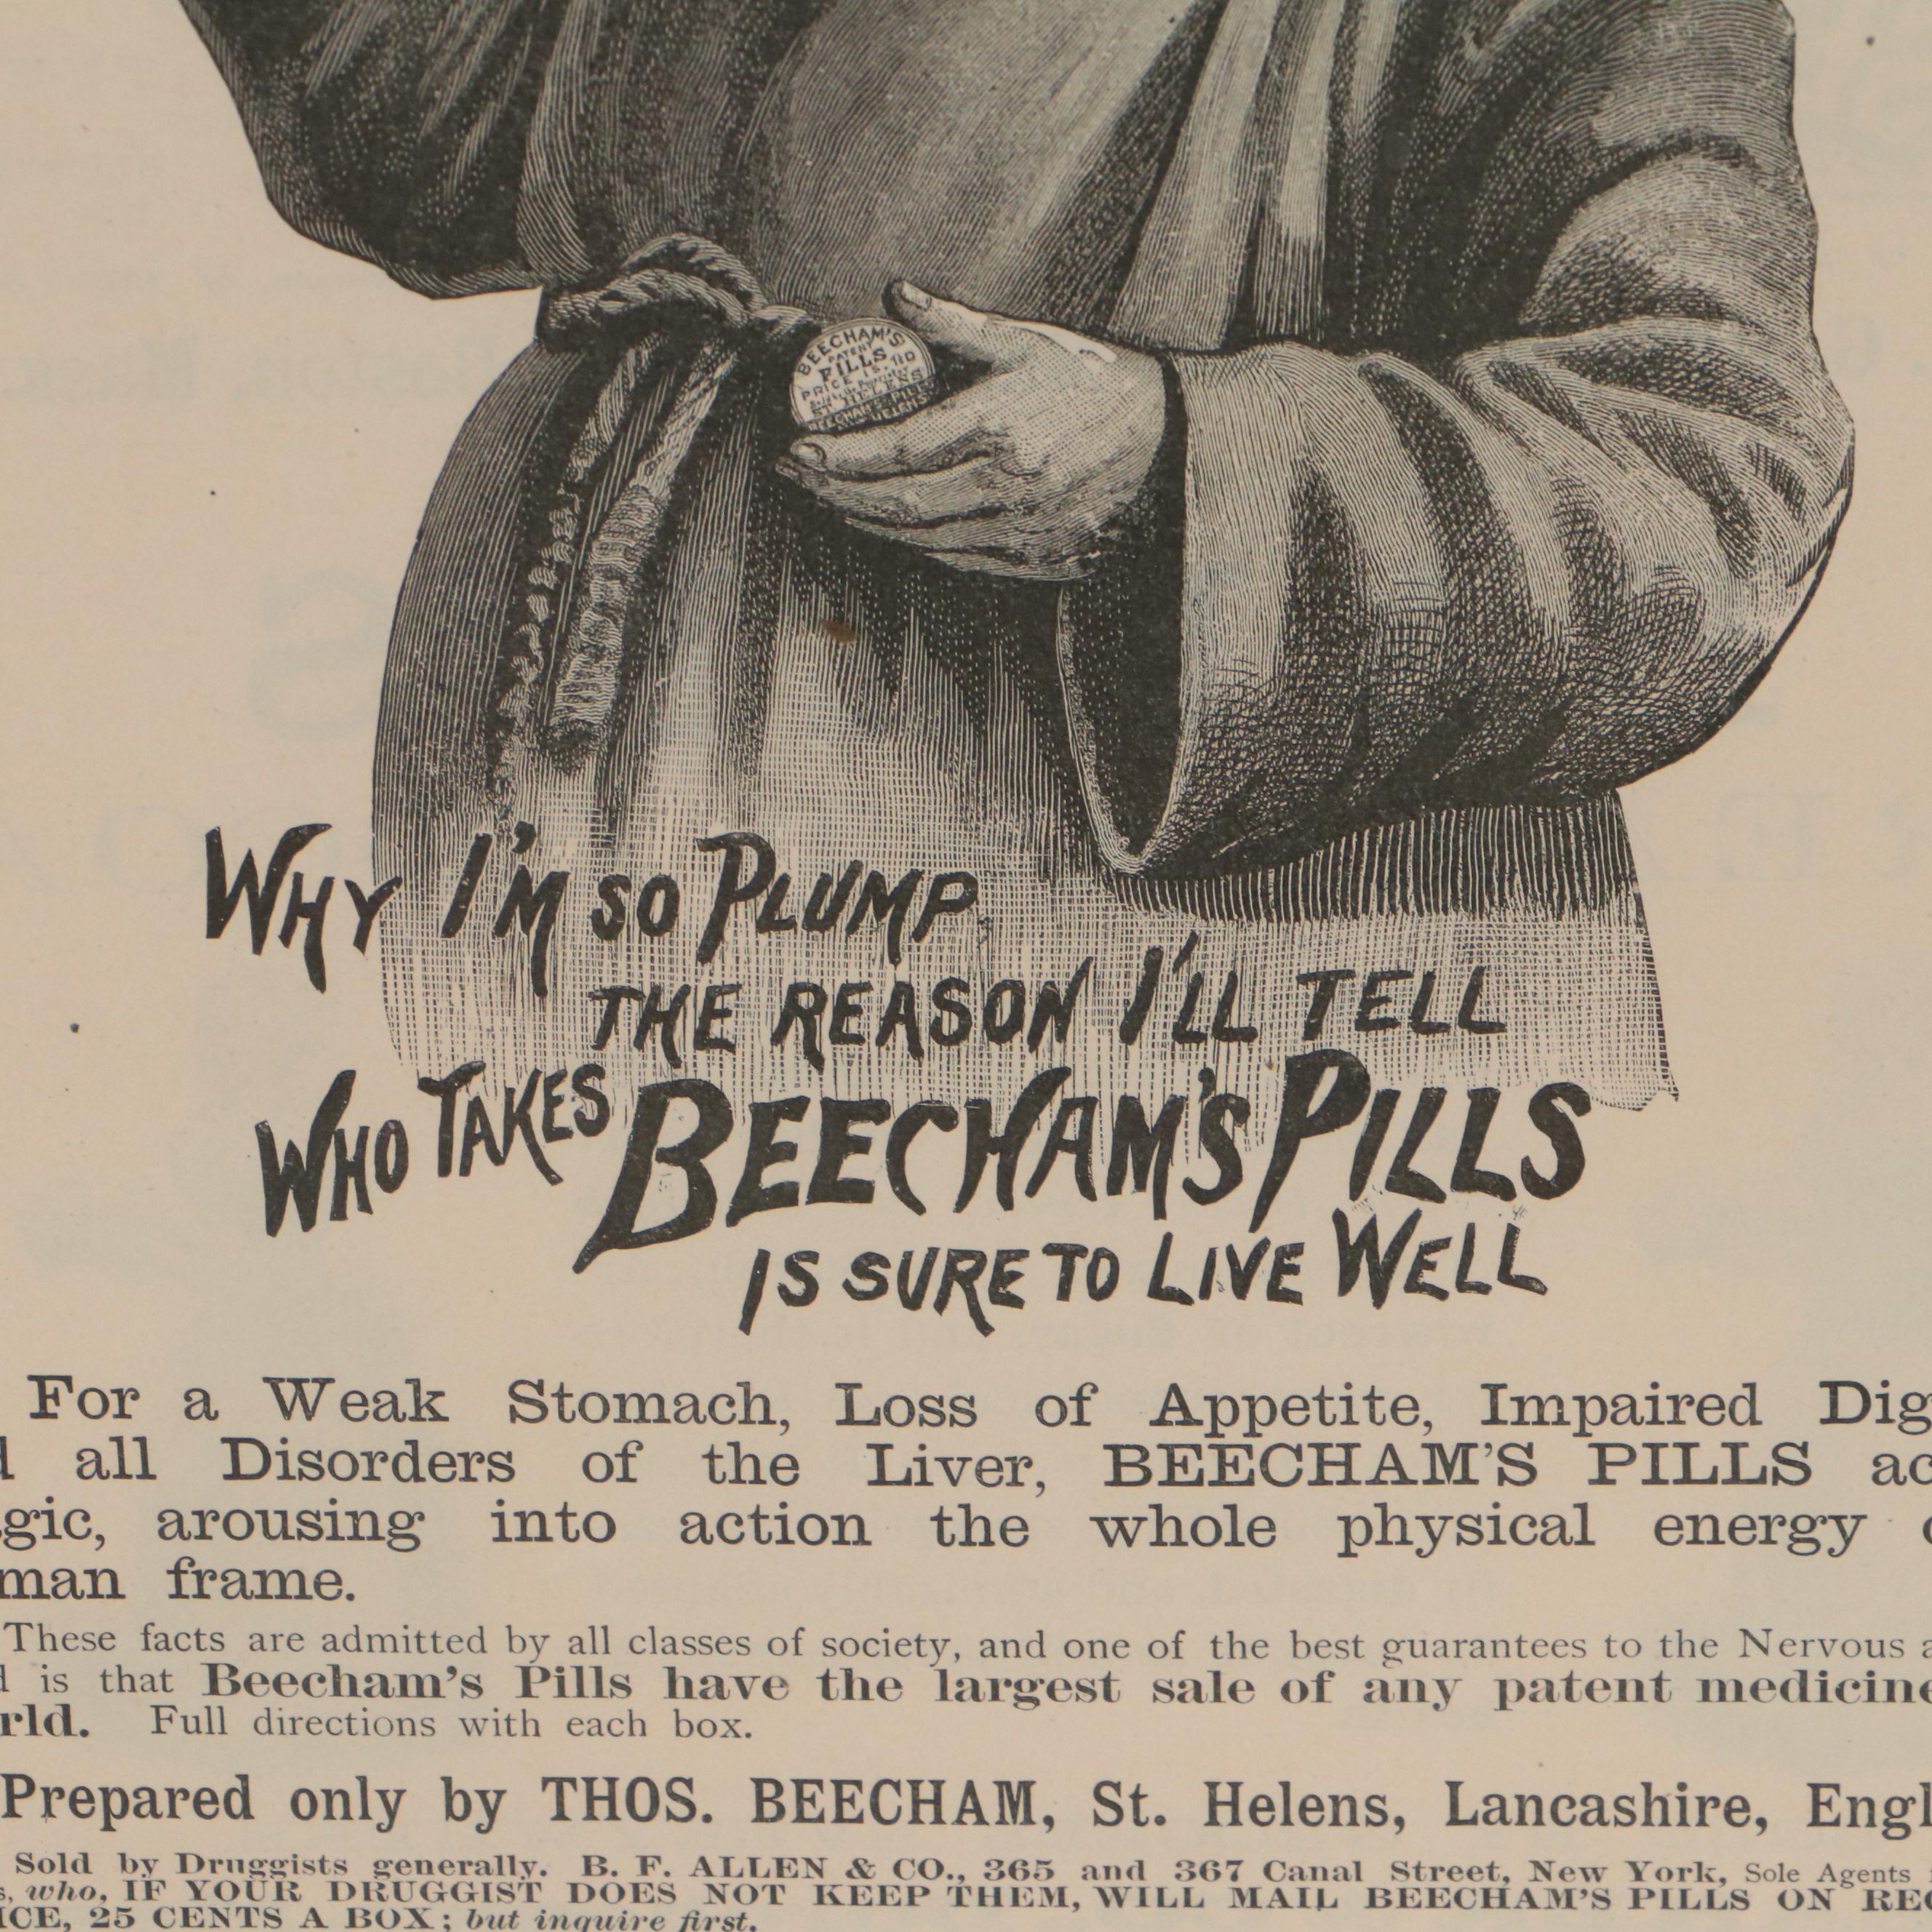 BEECHAM'S
PATENT
PILLS
PRICE 1S. 1½D
ST HELENS
WHY I'M SO PLUMP,
THE REASON I'LL TELL
WHO TAKES BEECHAM'S PILLS
IS SURE TO LIVE WELL
For a Weak Stomach, Loss of Appetite, Impaired Dig
d all Disorders of the Liver, BEECHAM'S PILLS ac
gic, arousing into action the whole physical energy o
man frame.
These facts are admitted by all classes of society, and one of the best guarantees to the Nervous a
d is that Beecham's Pills have the largest sale of any patent medicine
rld. Full directions with each box.
Prepared only by THOS. BEECHAM, St. Helens, Lancashire, Engl
Sold by Druggists generally. B. F. ALLEN & CO., 365 and 367 Canal Street, New York, Sole Agents
s, who, IF YOUR DRUGGIST DOES NOT KEEP THEM, WILL MAIL BEECHAM'S PILLS ON REC
ICE, 25 CENTS A BOX; but inquire first.